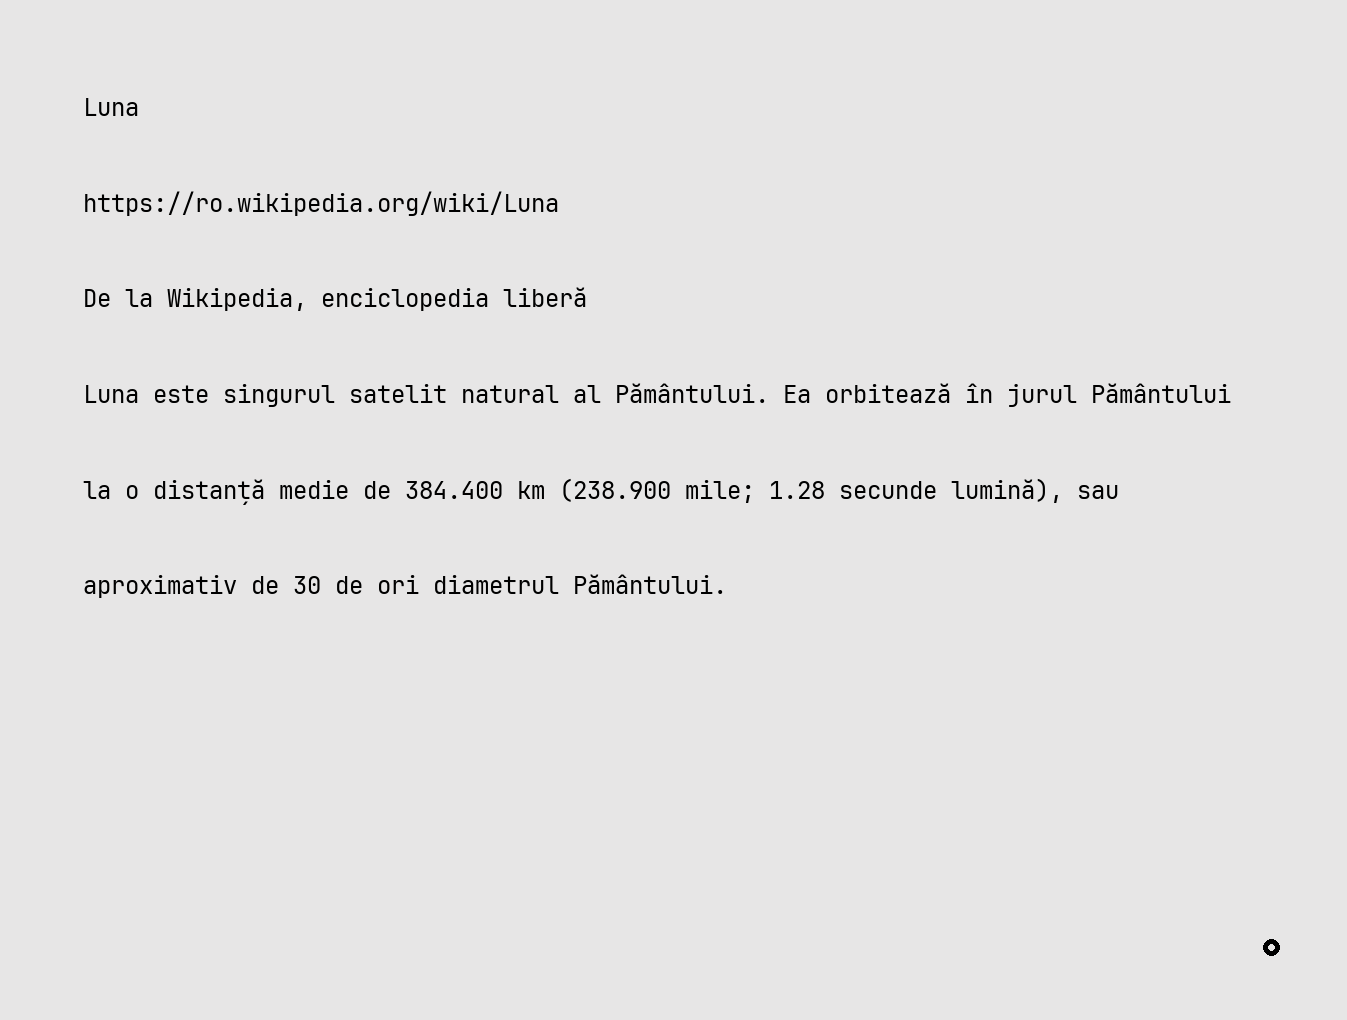 Luna
https://ro.wikipedia.org/wiki/Luna
De la Wikipedia, enciclopedia liberă
Luna este singurul satelit natural al Pământului. Ea orbitează în jurul Pământului
la o distanță medie de 384.400 km (238.900 mile; 1.28 secunde lumină), sau
aproximativ de 30 de ori diametrul Pământului.